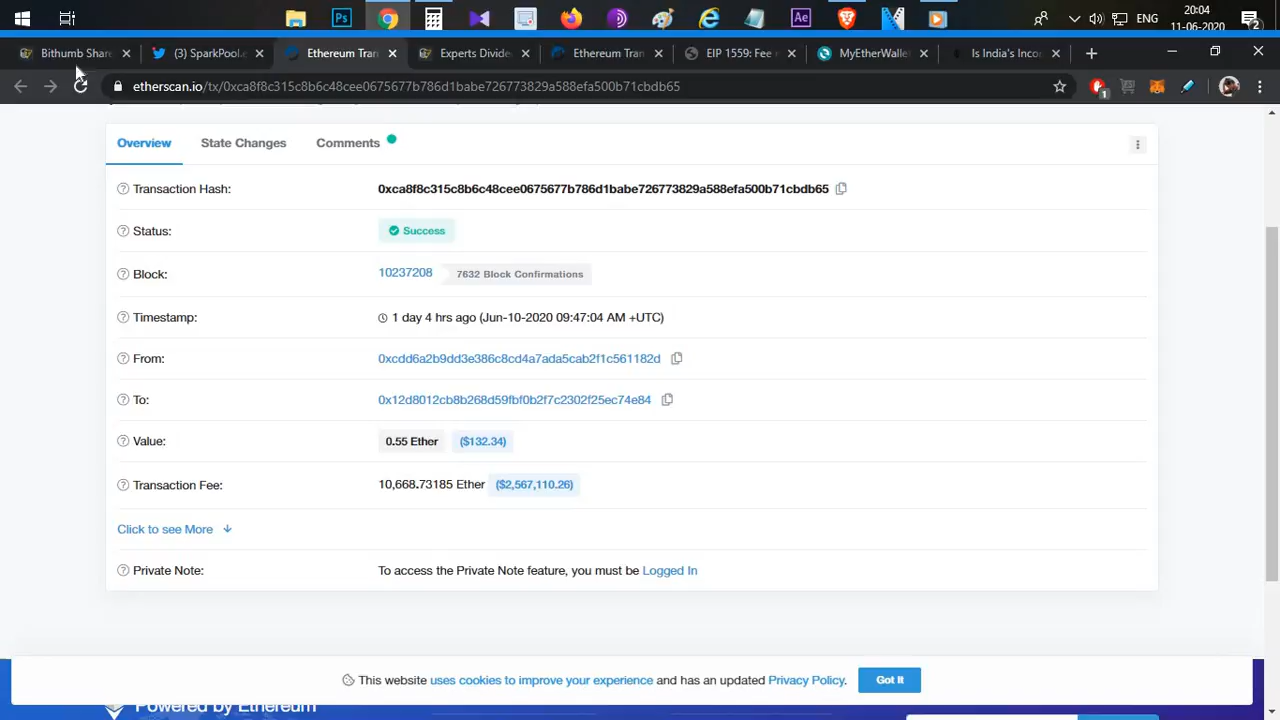 20:04
ENG
11-06-2020
Ps
Ae
Bithumb Share
(3) SparkPool
Ethereum Tran
Experts Divide
Ethereum Tran
EIP 1559: Fee
MyEtherWalle
Is India's Inco
etherscan.io/tx/0xca8f8c315c8b6c48cee0675677b786d1babe726773829a588efa500b71cbdb65
1
Overview
State Changes
Comments
Transaction Hash:
0xca8f8c315c8b6c48cee0675677b786d1babe726773829a588efa500b71cbdb65
Status:
Success
Block:
10237208
7632 Block Confirmations
Timestamp:
1 day 4 hrs ago (Jun-10-2020 09:47:04 AM +UTC)
From:
0xcdd6a2b9dd3e386c8cd4a7ada5cab2f1c561182d
To:
0x12d8012cb8b268d59fbf0b2f7c2302f25ec74e84
Value:
0.55 Ether
($132.34)
Transaction Fee:
10,668.73185 Ether
($2,567,110.26)
Click to see More
Private Note:
To access the Private Note feature, you must be Logged In
This website uses cookies to improve your experience and has an updated Privacy Policy.
Got It
Powered by Ethereum